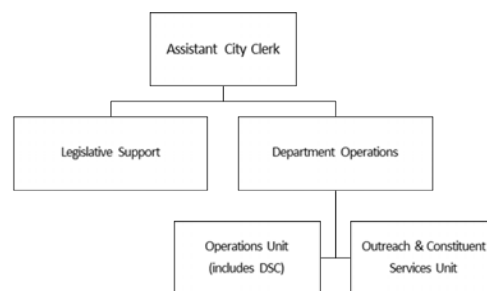 Assistant City Clerk
Legislative Support
Department Operations
Operations Unit
(includes DSC)
Outreach & Constituent
Services Unit